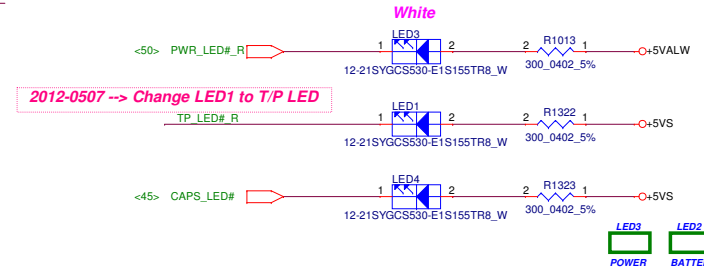 White
LED3
R1013
<50> PWR_LED#_R
1
2
2
1
+5VALW
12-21SYGCS530-E1S155TR8_W
300_0402_5%
2012-0507 --> Change LED1 to T/P LED
LED1
R1322
TP_LED#_R
1
2
2
1
+5VS
12-21SYGCS530-E1S155TR8_W
300_0402_5%
LED4
R1323
<45> CAPS_LED#
1
2
2
1
+5VS
12-21SYGCS530-E1S155TR8_W
300_0402_5%
LED3
LED2
POWER
BATTE